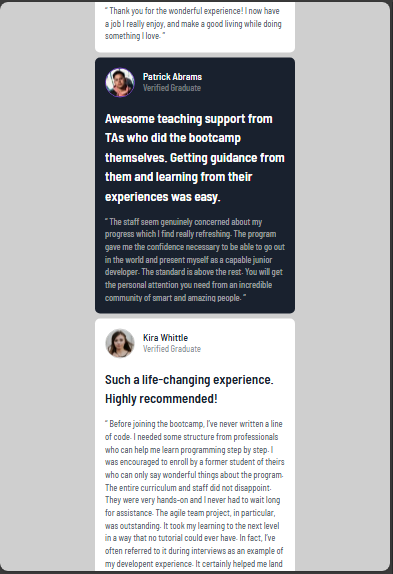 " Thank you for the wonderful experience! I now have
a job I really enjoy, and make a good living while doing
something I love. "
Patrick Abrams
Verified Graduate
Awesome teaching support from
TAs who did the bootcamp
themselves. Getting guidance from
them and learning from their
experiences was easy.
" The staff seem genuinely concerned about my
progress which I find really refreshing. The program
gave me the confidence necessary to be able to go out
in the world and present myself as a capable junior
developer. The standard is above the rest. You will get
the personal attention you need from an incredible
community of smart and amazing people. "
Kira Whittle
Verified Graduate
Such a life-changing experience.
Highly recommended!
" Before joining the bootcamp, I've never written a line
of code. I needed some structure from professionals
who can help me learn programming step by step. I
was encouraged to enroll by a former student of theirs
who can only say wonderful things about the program.
The entire curriculum and staff did not disappoint.
They were very hands-on and I never had to wait long
for assistance. The agile team project, in particular,
was outstanding. It took my learning to the next level
in a way that no tutorial could ever have. In fact, I've
often referred to it during interviews as an example of
my developent experience. It certainly helped me land